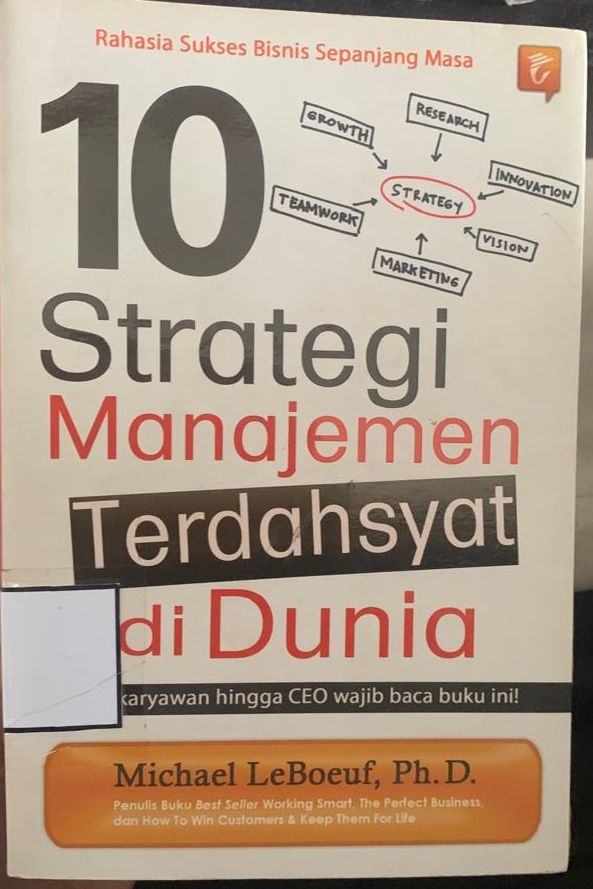 Rahasia Sukses Bisnis Sepanjang Masa
10
GROWTH
RESEARCH
INNOVATION
STRATEGY
TEAMWORK
VISION
MARKETING
Strategi
Manajemen
Terdahsyat
di Dunia
karyawan hingga CEO wajib baca buku ini!
Michael LeBoeuf, Ph.D.
Penulis Buku Best Seller Working Smart, The Perfect Business,
dan How To Win Customers & Keep Them For Life